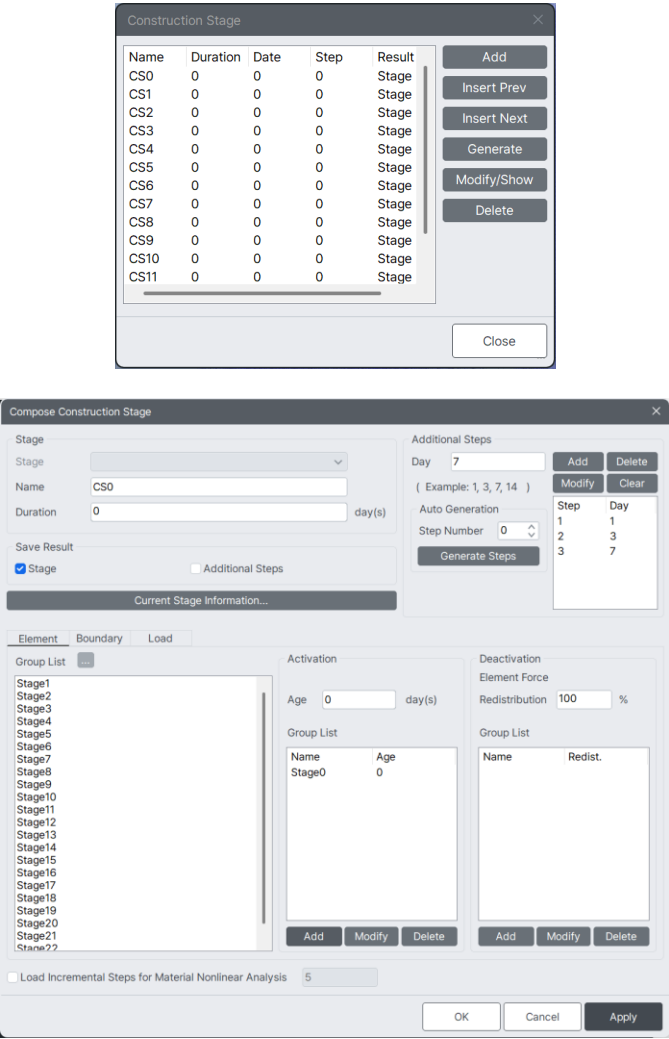 Construction Stage
Name Duration Date Step Result
CS0 0 0 0 Stage
CS1 0 0 0 Stage
CS2 0 0 0 Stage
CS3 0 0 0 Stage
CS4 0 0 0 Stage
CS5 0 0 0 Stage
CS6 0 0 0 Stage
CS7 0 0 0 Stage
CS8 0 0 0 Stage
CS9 0 0 0 Stage
CS10 0 0 0 Stage
CS11 0 0 0 Stage
Add
Insert Prev
Insert Next
Generate
Modify/Show
Delete
Close
Compose Construction Stage
Stage
Stage
Name CS0
Duration 0 day(s)
Save Result
Stage Additional Steps
Current Stage Information...
Additional Steps
Day 7
( Example: 1, 3, 7, 14 )
Auto Generation
Step Number 0
Generate Steps
Add Delete
Modify Clear
Step Day
1 1
2 3
3 7
Element Boundary Load
Group List ...
Stage1
Stage2
Stage3
Stage4
Stage5
Stage6
Stage7
Stage8
Stage9
Stage10
Stage11
Stage12
Stage13
Stage14
Stage15
Stage16
Stage17
Stage18
Stage19
Stage20
Stage21
Stage22
Activation
Age 0 day(s)
Group List
Name Age
Stage0 0
Add Modify Delete
Deactivation
Element Force
Redistribution 100 %
Group List
Name Redist.
Add Modify Delete
Load Incremental Steps for Material Nonlinear Analysis 5
OK Cancel Apply